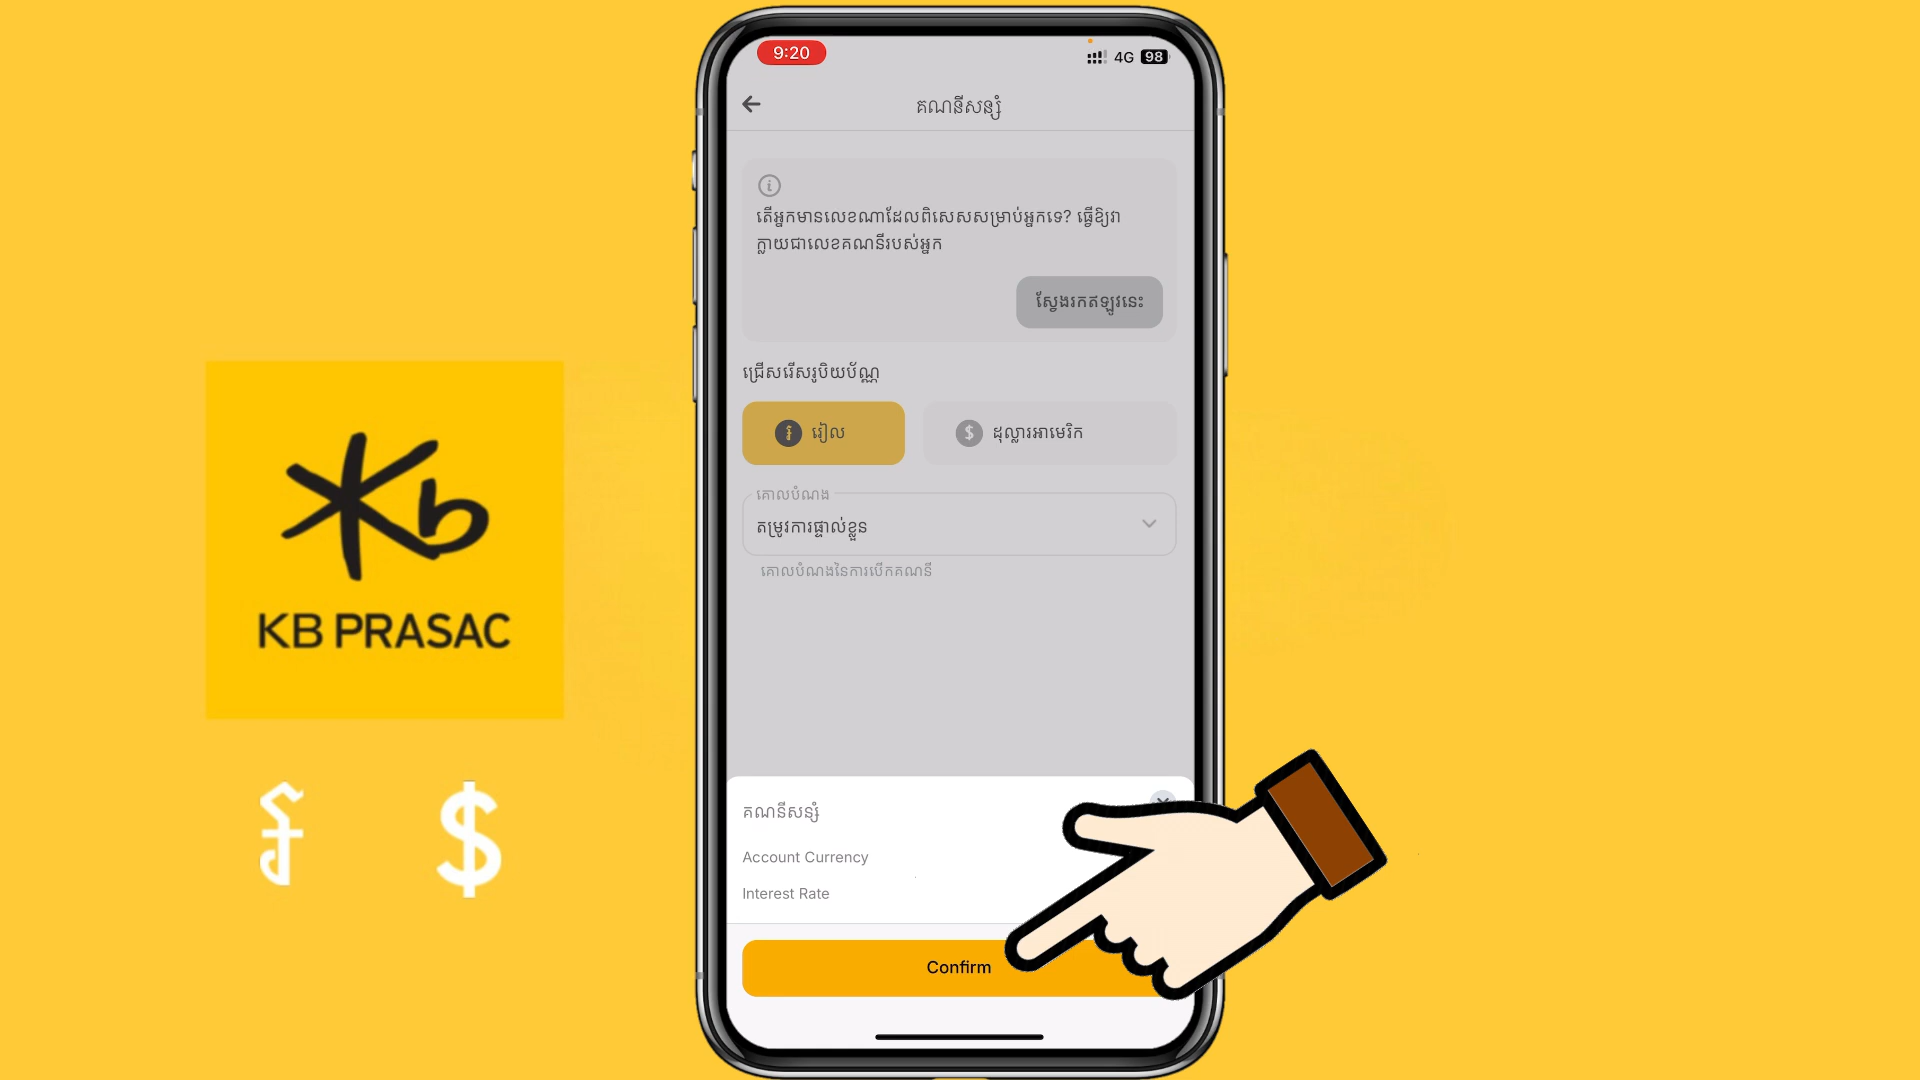 9:20
4G 98
គណនីសន្សំ
តើអ្នកមានលេខណាដែលពិសេសសម្រាប់អ្នកទេ? ធ្វើឱ្យវា
ក្លាយជាលេខគណនីរបស់អ្នក
ស្វែងរកឥឡូវនេះ
ជ្រើសរើសរូបិយប័ណ្ណ
៛ រៀល
$ ដុល្លារអាមេរិក
គោលបំណង
តម្រូវការផ្ទាល់ខ្លួន
គោលបំណងនៃការបើកគណនី
Kb
KB PRASAC
៛ $
គណនីសន្សំ
Account Currency
Interest Rate
Confirm